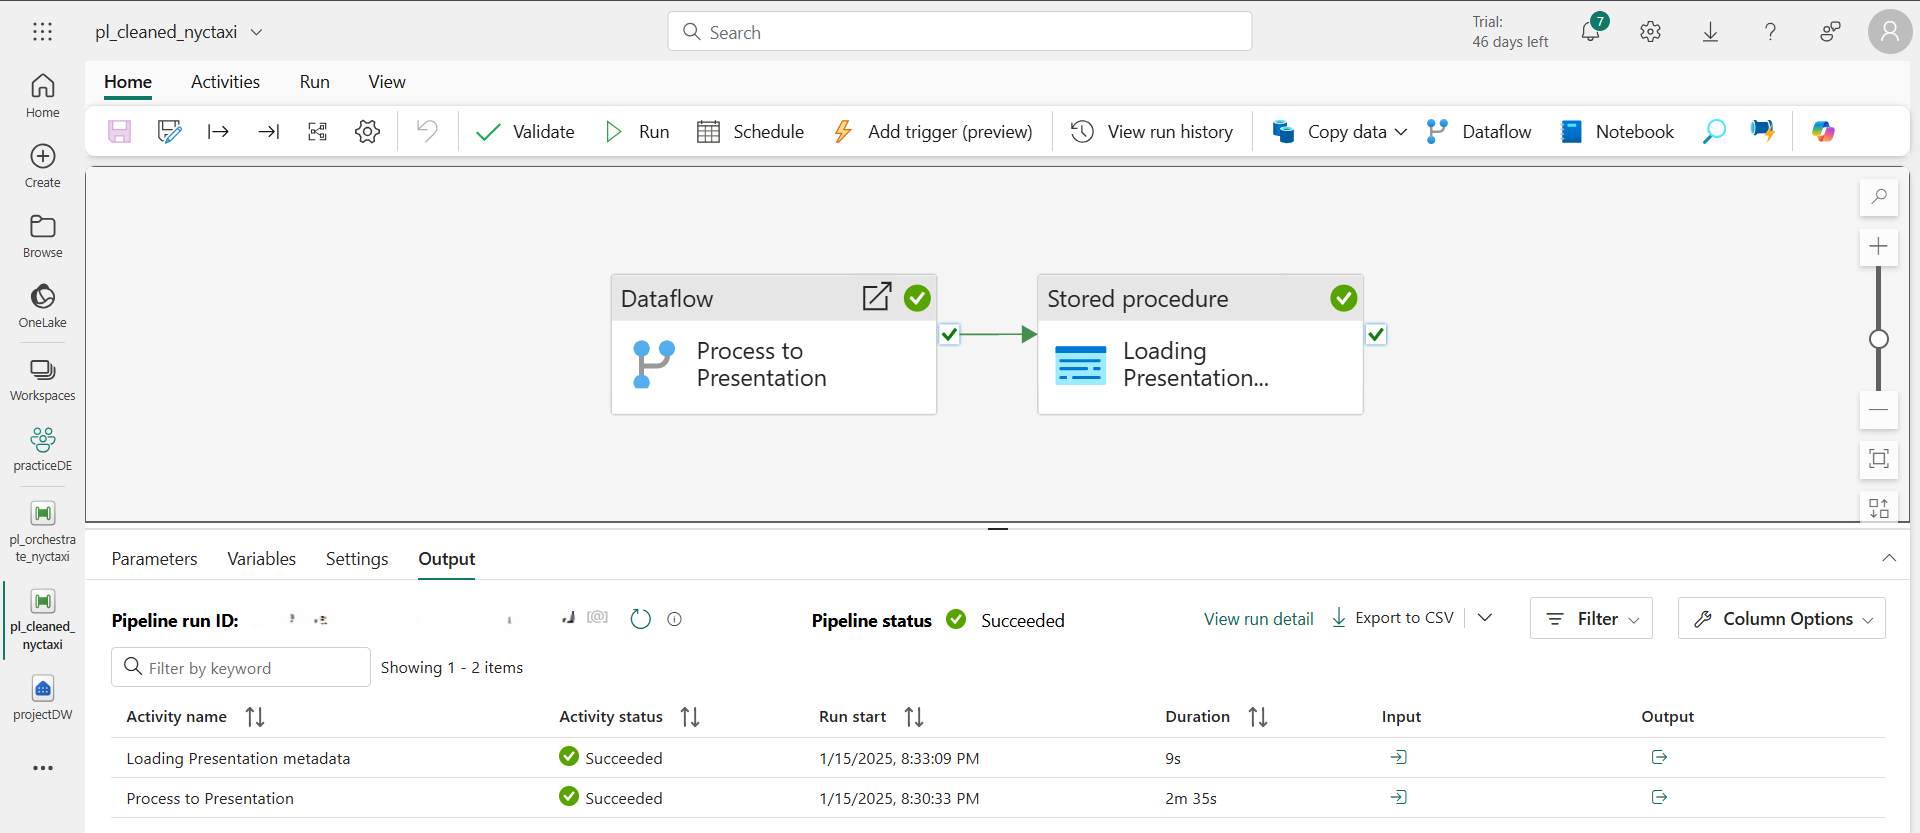 pl_cleaned_nyctaxi
Search
Trial:
46 days left
7
Home
Create
Browse
OneLake
Workspaces
practiceDE
pl_orchestra
te_nyctaxi
pl_cleaned_
nyctaxi
projectDW
Home Activities Run View
Validate Run Schedule Add trigger (preview) View run history Copy data Dataflow Notebook
Dataflow
Process to
Presentation
Stored procedure
Loading
Presentation...
Parameters Variables Settings Output
Pipeline run ID: [@] Pipeline status Succeeded View run detail Export to CSV Filter Column Options
Filter by keyword Showing 1 - 2 items
Activity name Activity status Run start Duration Input Output
Loading Presentation metadata Succeeded 1/15/2025, 8:33:09 PM 9s
Process to Presentation Succeeded 1/15/2025, 8:30:33 PM 2m 35s